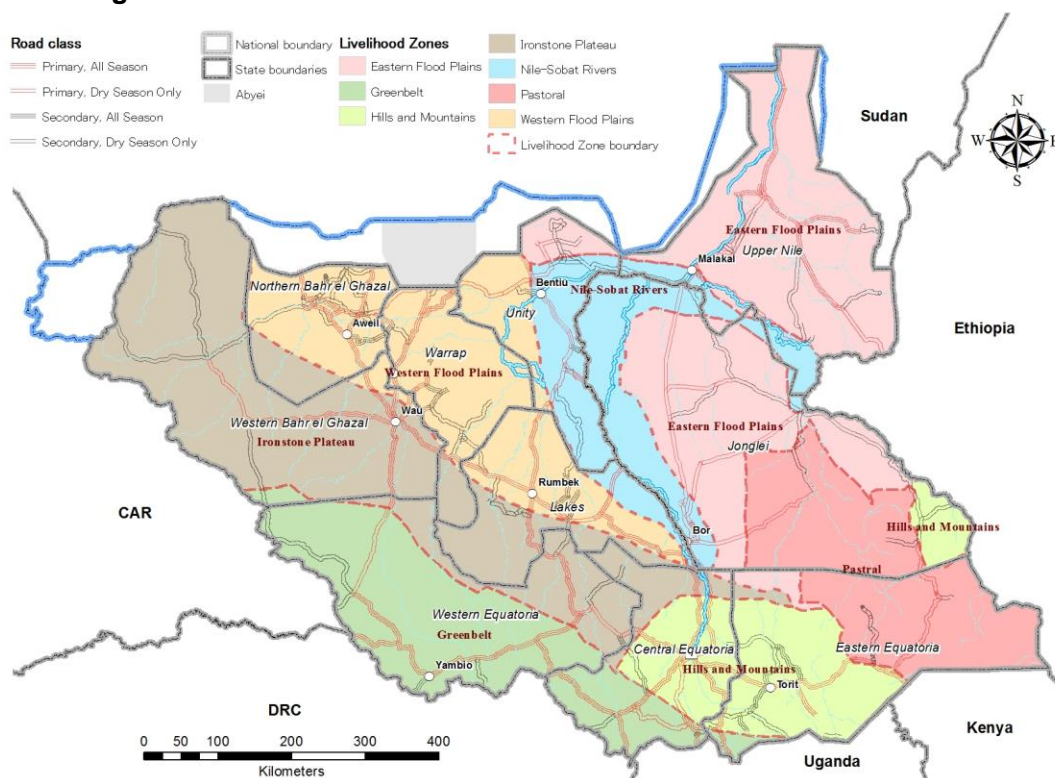 Road class
Primary, All Season
Primary, Dry Season Only
Secondary, All Season
Secondary, Dry Season Only
National boundary
State boundaries
Abyei
Livelihood Zones
Eastern Flood Plains
Greenbelt
Hills and Mountains
Ironstone Plateau
Nile-Sobat Rivers
Pastoral
Western Flood Plains
Livelihood Zone boundary
Sudan
N
W
E
S
Eastern Flood Plains
Upper Nile
Malakal
Northern Bahr el Ghazal
Bentiu
Nile-Sobat Rivers
Unity
Aweil
Ethiopia
Warrap
Western Flood Plains
Wau
Western Bahr el Ghazal
Ironstone Plateau
Eastern Flood Plains
Jonglei
Rumbek
Lakes
CAR
Bor
Hills and Mountains
Pastral
Western Equatoria
Greenbelt
Central Equatoria
Eastern Equatoria
Hills and Mountains
Yambio
Torit
DRC
Kenya
Uganda
0 50 100 200 300 400
Kilometers